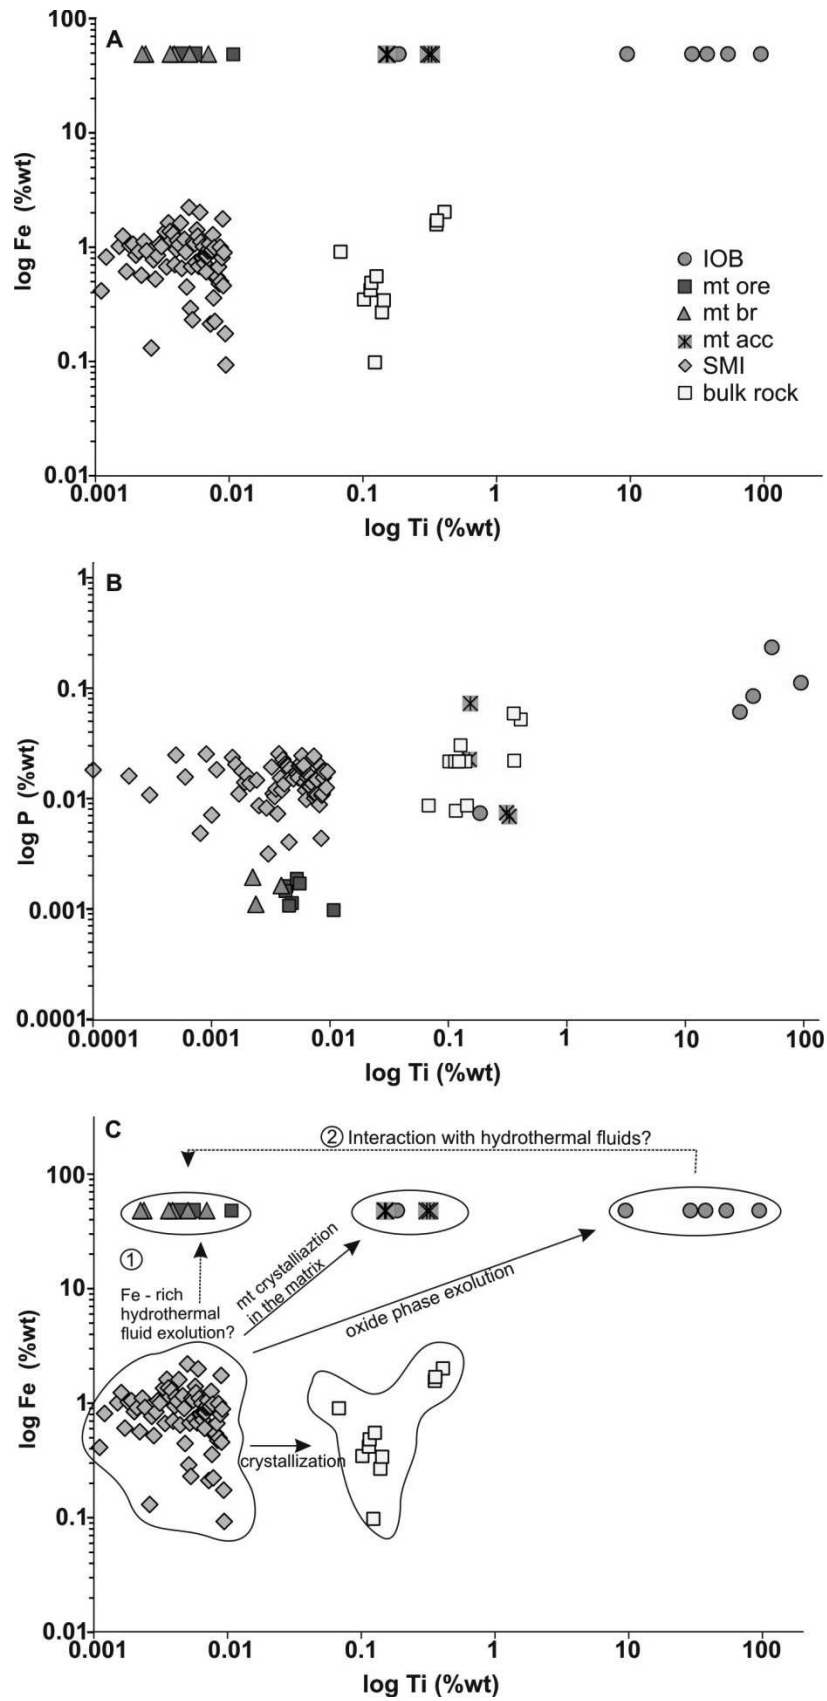 A
100
10
1
0.1
0.01
log Fe (%wt)
IOB
mt ore
mt br
mt acc
SMI
bulk rock
0.001 0.01 0.1 1 10 100
log Ti (%wt)
B
1
0.1
0.01
0.001
0.0001
log P (%wt)
0.0001 0.001 0.01 0.1 1 10 100
log Ti (%wt)
C
② Interaction with hydrothermal fluids?
100
10
1
0.1
0.01
log Fe (%wt)
①
Fe - rich
hydrothermal
fluid exolution?
mt crystalliaztion
in the matrix
oxide phase exolution
crystallization
0.001 0.01 0.1 1 10 100
log Ti (%wt)